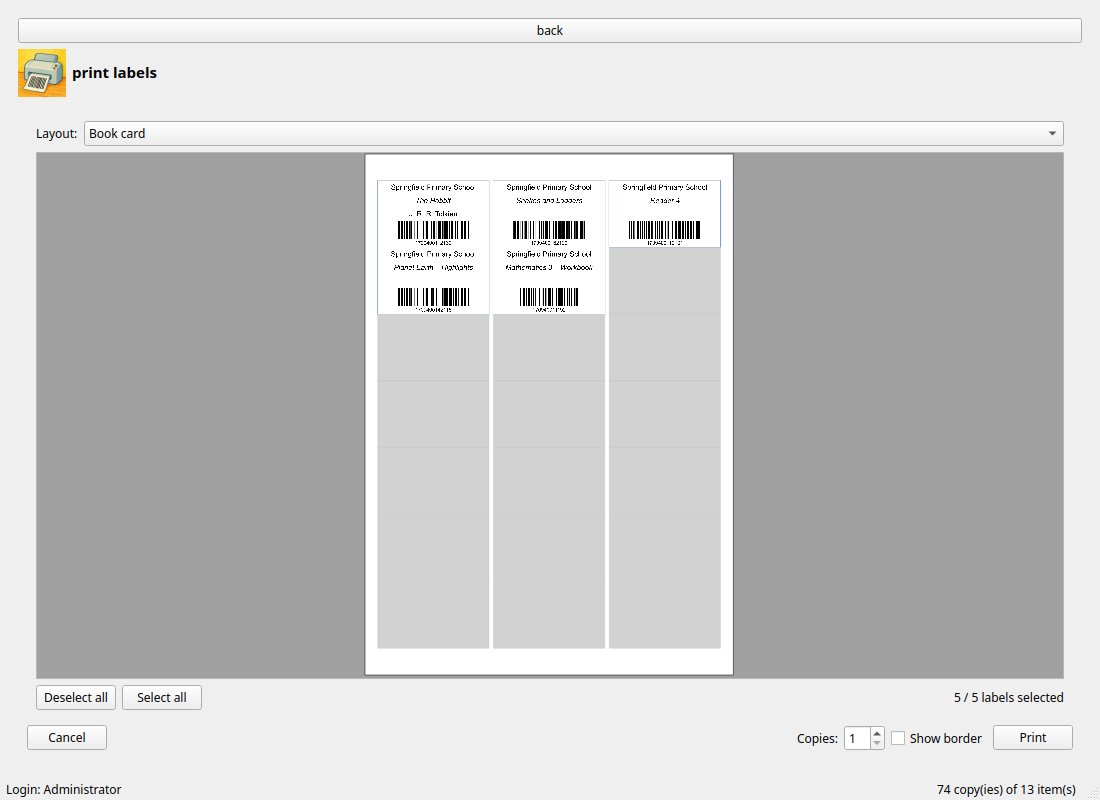 back
print labels
Layout: Book card
Springfield Primary School
The Hobbit
J. R. R. Tolkien
Springfield Primary School
Snakes and Ladders
Springfield Primary School
Reader 4
Springfield Primary School
Planet Earth - Highlights
Springfield Primary School
Mathematics 3 - Workbook
Deselect all Select all 5 / 5 labels selected
Cancel Copies: 1 Show border Print
Login: Administrator 74 copy(ies) of 13 item(s)